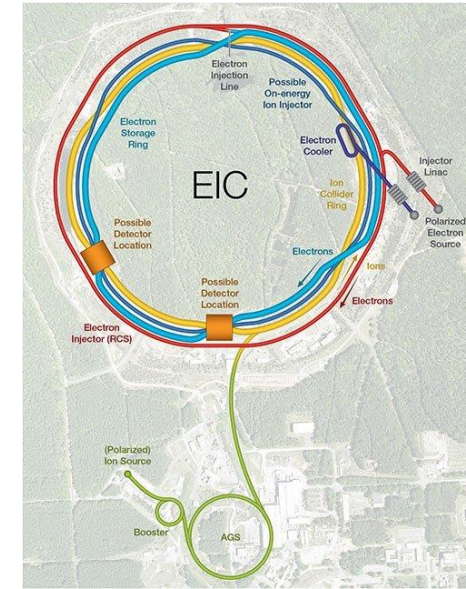 Electron
Injection
Line
Possible
On-energy
Ion Injector
Electron
Storage
Ring
Electron
Cooler
Injector
Linac
EIC
Ion
Collider
Ring
Polarized
Electron
Source
Possible
Detector
Location
Electrons
Ions
Possible
Detector
Location
Electrons
Electron
Injector (RCS)
(Polarized)
Ion Source
Booster
AGS